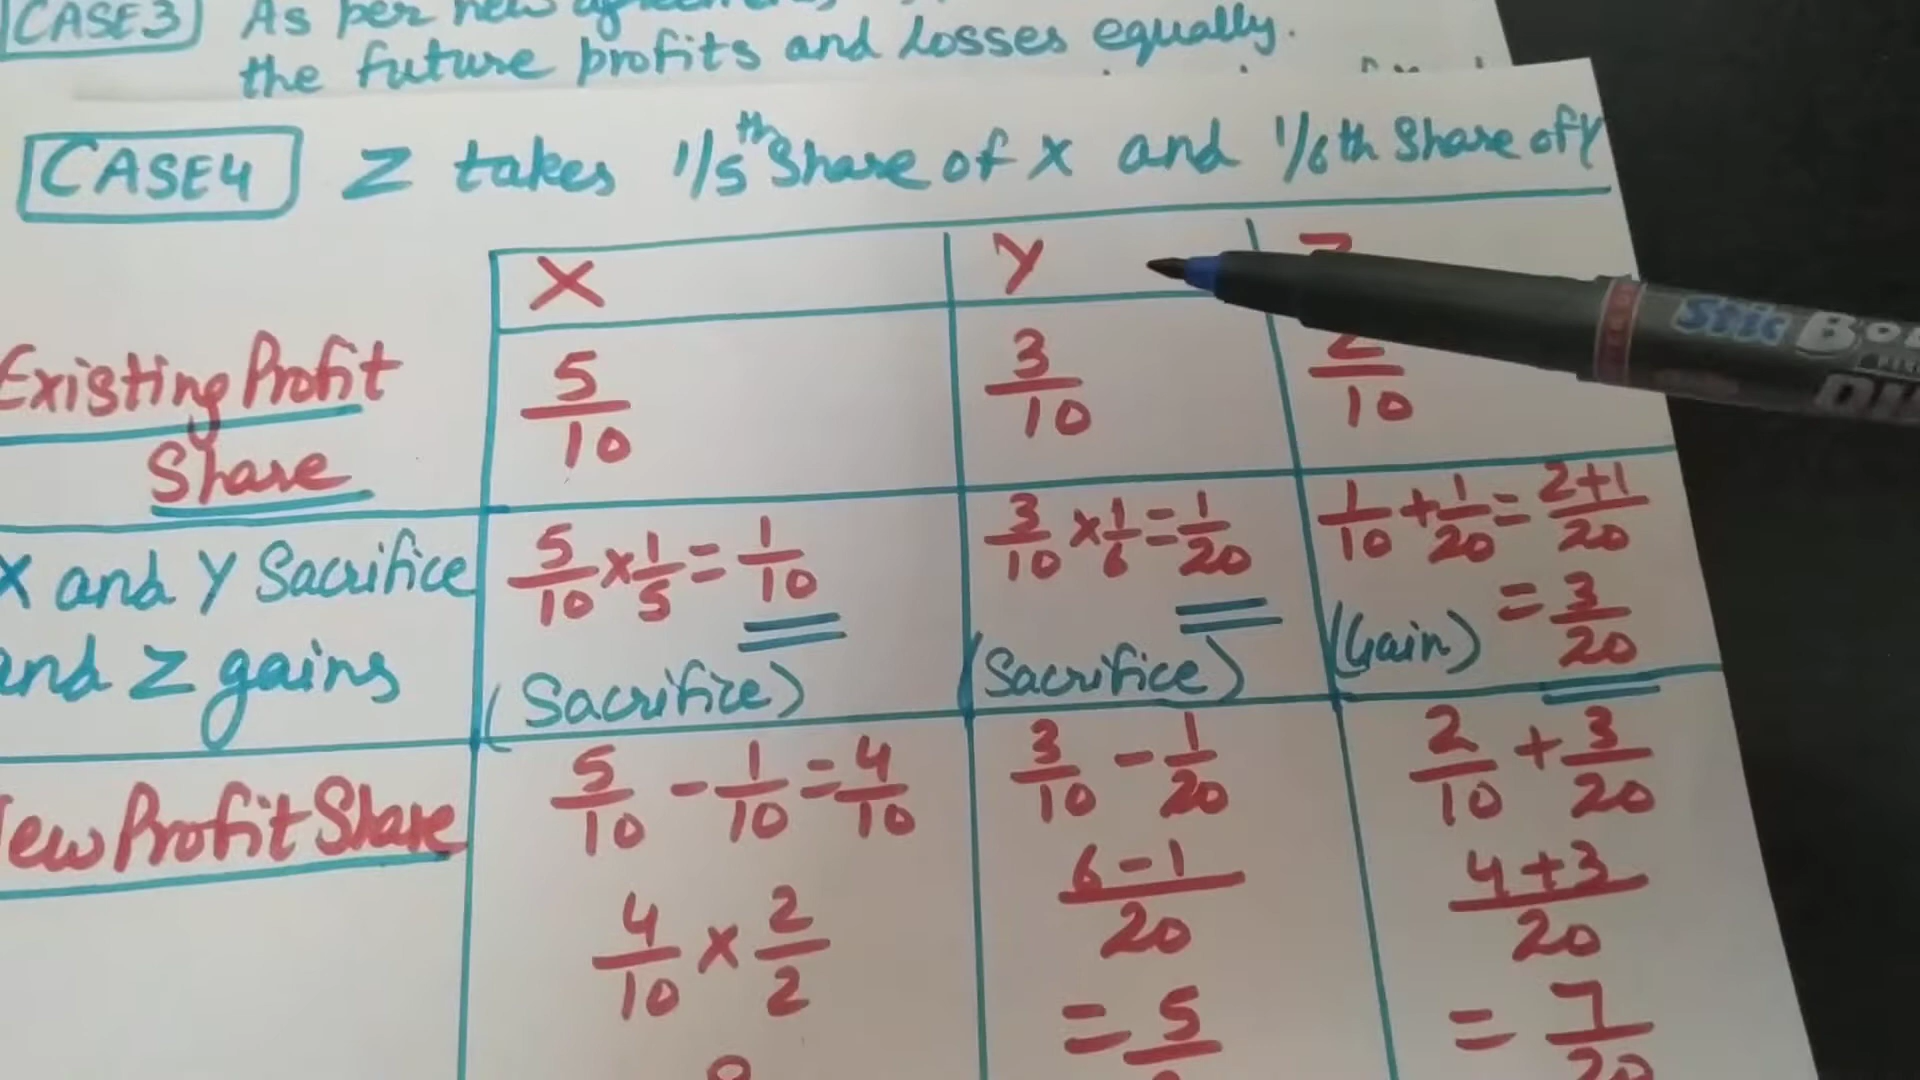 CASE3 As per new agreement,
the future profits and losses equally.
CASE4 Z takes 1/5th Share of X and 1/6th Share of Y
X Y Z
Existing Profit Share 5/10 3/10 2/10
X and Y Sacrifice and Z gains 5/10 × 1/5 = 1/10 (Sacrifice) 3/10 × 1/6 = 1/20 (Sacrifice) 1/10 + 1/20 = 2+1/20 = 3/20 (Gain)
ew Profit Share 5/10 - 1/10 = 4/10 3/10 - 1/20 2/10 + 3/20
4/10 × 2/2 6-1/20 4+3/20
= 5 = 7/20
Stic